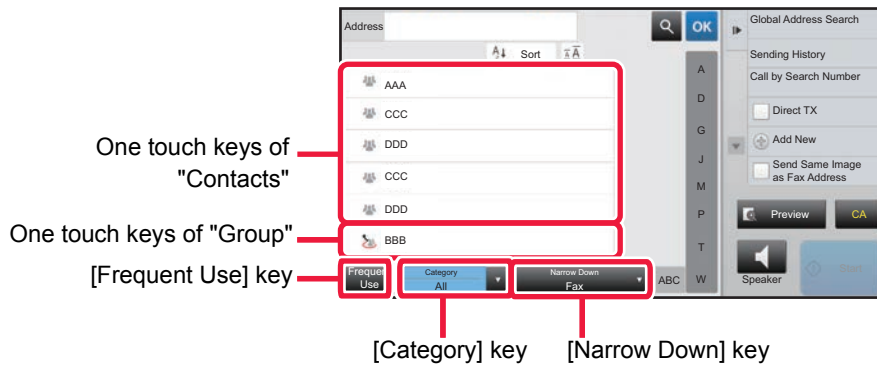 Address
OK
Global Address Search
Sort
Sending History
A
Call by Search Number
AAA
D
Direct TX
CCC
G
Add New
One touch keys of
"Contacts"
DDD
J
Send Same Image
as Fax Address
CCC
M
DDD
P
Preview
CA
One touch keys of "Group"
BBB
T
[Frequent Use] key
Frequen
Use
Category
All
Narrow Down
Fax
ABC
W
Speaker
Start
[Category] key
[Narrow Down] key